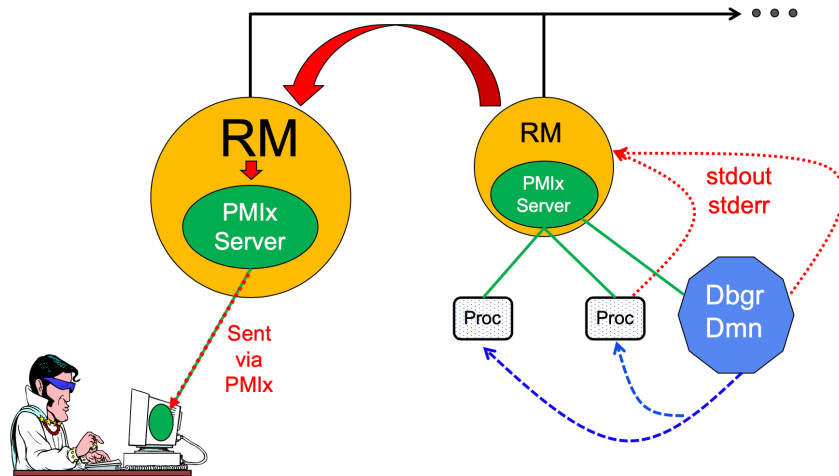 RM
PMIx
Server
Sent
via
PMIx
RM
PMIx
Server
stdout
stderr
Proc
Proc
Dbgr
Dmn